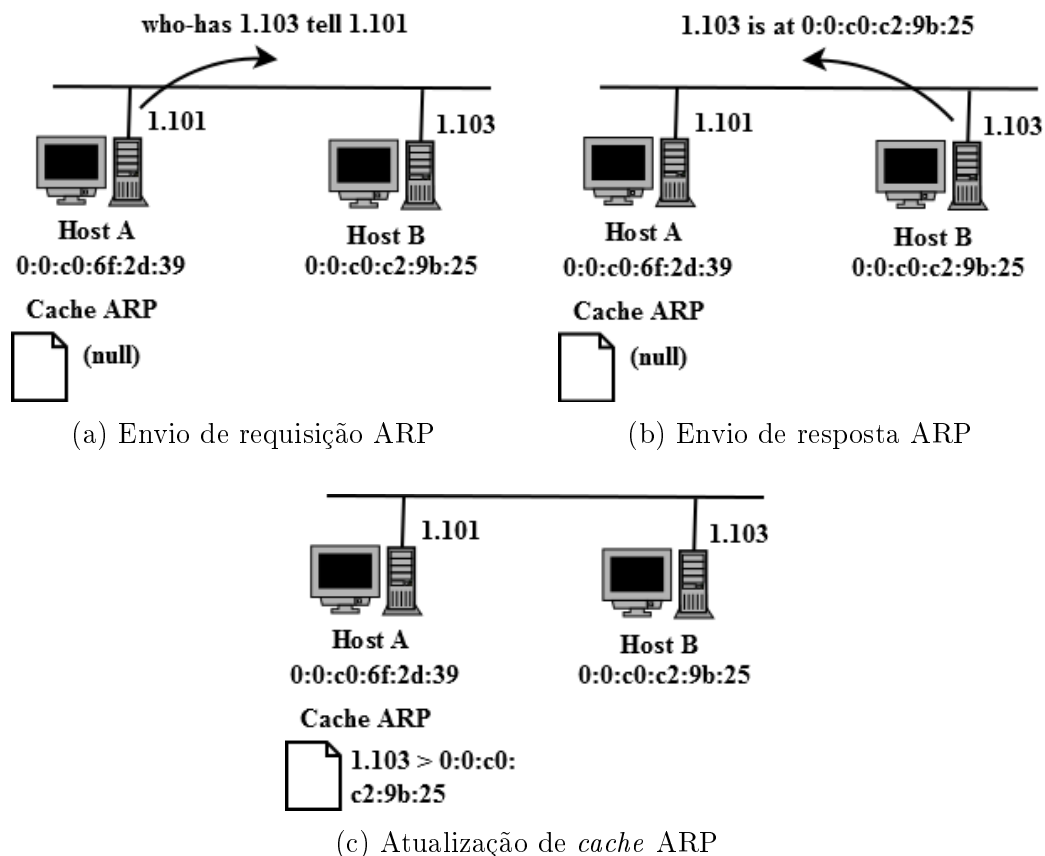 who-has 1.103 tell 1.101
1.101
1.103
Host A
0:0:c0:6f:2d:39
Host B
0:0:c0:c2:9b:25
Cache ARP
(null)
(a) Envio de requisição ARP
1.103 is at 0:0:c0:c2:9b:25
1.101
1.103
Host A
0:0:c0:6f:2d:39
Host B
0:0:c0:c2:9b:25
Cache ARP
(null)
(b) Envio de resposta ARP
1.101
1.103
Host A
0:0:c0:6f:2d:39
Host B
0:0:c0:c2:9b:25
Cache ARP
1.103 > 0:0:c0:
c2:9b:25
(c) Atualização de cache ARP